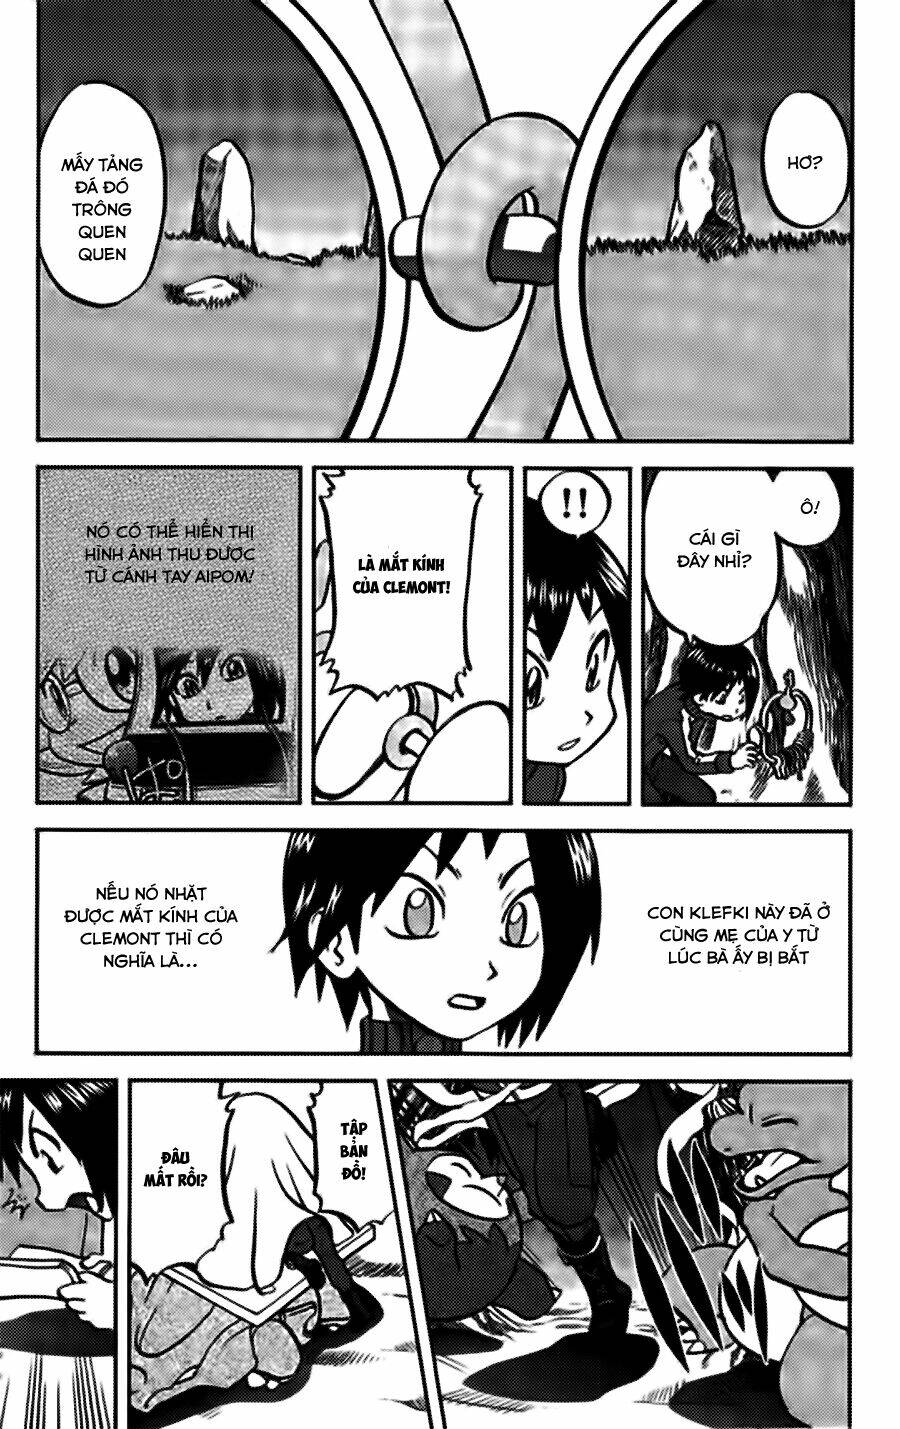 HƠ?
MẤY TẢNG
ĐÁ ĐÓ
TRÔNG
QUEN
QUEN
Ô!
CÁI GÌ
ĐÂY NHỈ?
!!
LÀ MẮT KÍNH
CỦA CLEMONT!
NÓ CÓ THỂ HIỂN THỊ
HÌNH ẢNH THU ĐƯỢC
TỪ CÁNH TAY AIPOM!
CON KLEFKI NÀY ĐÃ Ở
CÙNG MẸ CỦA Y TỪ
LÚC BÀ ẤY BỊ BẮT
NẾU NÓ NHẶT
ĐƯỢC MẮT KÍNH CỦA
CLEMONT THÌ CÓ
NGHĨA LÀ...
TẬP
BẢN
ĐỒ!
ĐÂU
MẤT RỒI?